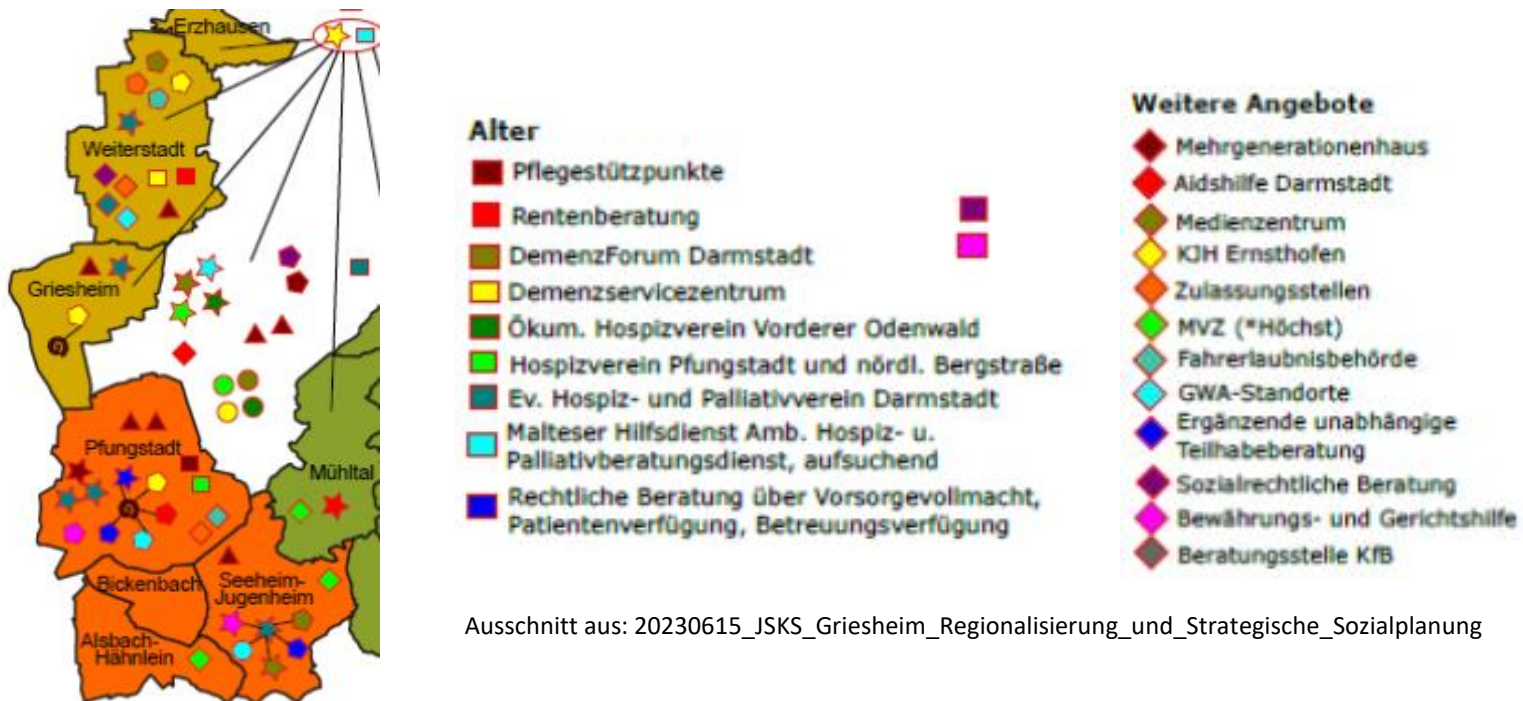 Erzhausen
Weiterstadt
Griesheim
Pfungstadt
Mühltal
Bickenbach
Seeheim-
Jugenheim
Alsbach-
Hähnlein
Alter
Pflegestützpunkte
Rentenberatung
DemenzForum Darmstadt
Demenzservicezentrum
Ökum. Hospizverein Vorderer Odenwald
Hospizverein Pfungstadt und nördl. Bergstraße
Ev. Hospiz- und Palliativverein Darmstadt
Malteser Hilfsdienst Amb. Hospiz- u.
Palliativberatungsdienst, aufsuchend
Rechtliche Beratung über Vorsorgevollmacht,
Patientenverfügung, Betreuungsverfügung
Weitere Angebote
Mehrgenerationenhaus
Aidshilfe Darmstadt
Medienzentrum
KJH Ernsthofen
Zulassungsstellen
MVZ (*Höchst)
Fahrerlaubnisbehörde
GWA-Standorte
Ergänzende unabhängige
Teilhabeberatung
Sozialrechtliche Beratung
Bewährungs- und Gerichtshilfe
Beratungsstelle KfB
Ausschnitt aus: 20230615_JSKS_Griesheim_Regionalisierung_und_Strategische_Sozialplanung